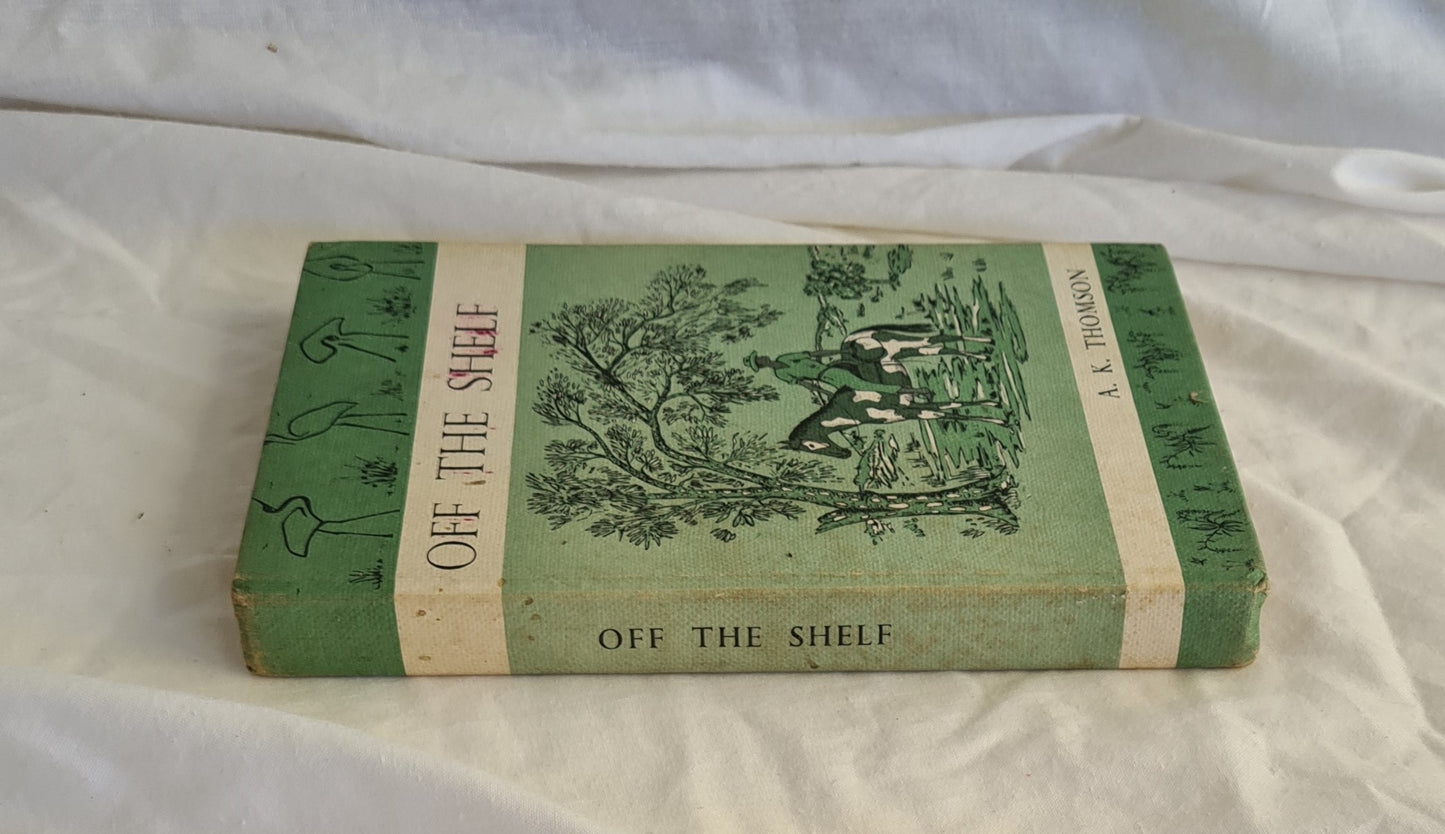 OFF THE SHELF
A. K. THOMSON
OFF THE SHELF